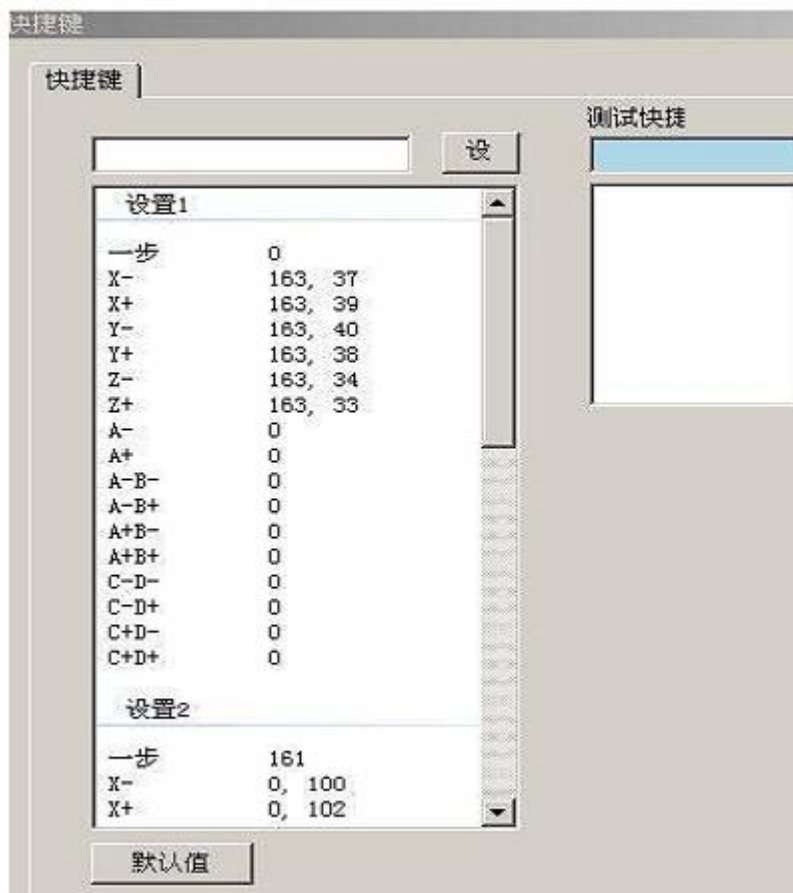 快捷键
快捷键
测试快捷
设
设置1
一步 0
X- 163, 37
X+ 163, 39
Y- 163, 40
Y+ 163, 38
Z- 163, 34
Z+ 163, 33
A- 0
A+ 0
A-B- 0
A-B+ 0
A+B- 0
A+B+ 0
C-D- 0
C-D+ 0
C+D- 0
C+D+ 0
设置2
一步 161
X- 0, 100
X+ 0, 102
默认值